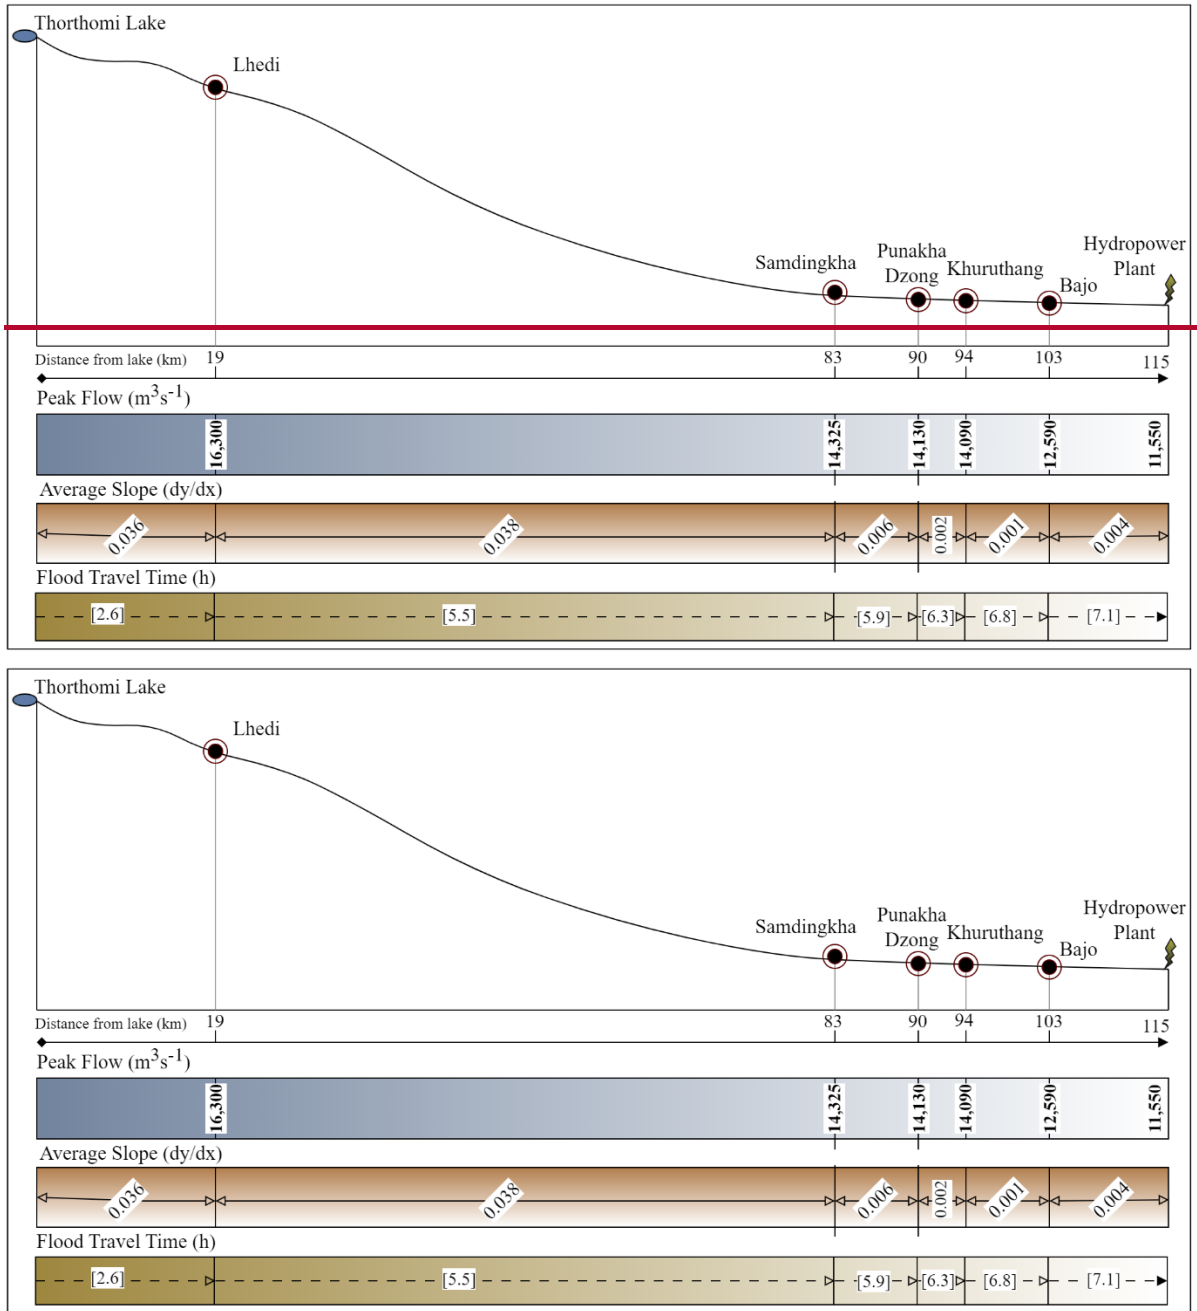 Thorthomi Lake
Lhedi
Samdingkha
Punakha
Dzong
Khuruthang
Bajo
Hydropower
Plant
Distance from lake (km)
19
83
90
94
103
115
Peak Flow (m³s⁻¹)
16,300
14,325
14,130
14,090
12,590
11,550
Average Slope (dy/dx)
0.036
0.038
0.006
0.002
0.001
0.004
Flood Travel Time (h)
[2.6]
[5.5]
[5.9]
[6.3]
[6.8]
[7.1]
Thorthomi Lake
Lhedi
Samdingkha
Punakha
Dzong
Khuruthang
Bajo
Hydropower
Plant
Distance from lake (km)
19
83
90
94
103
115
Peak Flow (m³s⁻¹)
16,300
14,325
14,130
14,090
12,590
11,550
Average Slope (dy/dx)
0.036
0.038
0.006
0.002
0.001
0.004
Flood Travel Time (h)
[2.6]
[5.5]
[5.9]
[6.3]
[6.8]
[7.1]